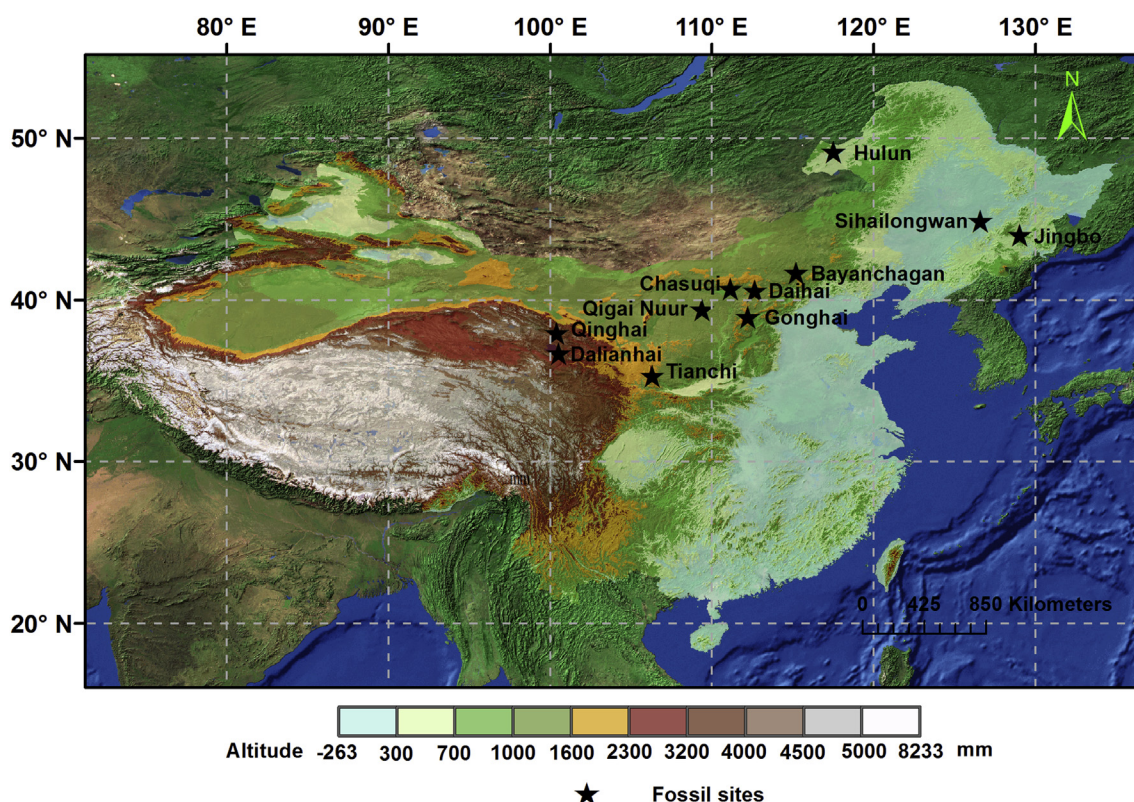 80° E 90° E 100° E 110° E 120° E 130° E
N
50° N
Hulun
Sihailongwan
Jingbo
Bayanchagan
Chasuqi
Daihai
40° N
Qigai Nuur
Gonghai
Qinghai
Dalianhai
Tianchi
30° N
mm
0 425 850 Kilometers
20° N
Altitude -263 300 700 1000 1600 2300 3200 4000 4500 5000 8233 mm
Fossil sites